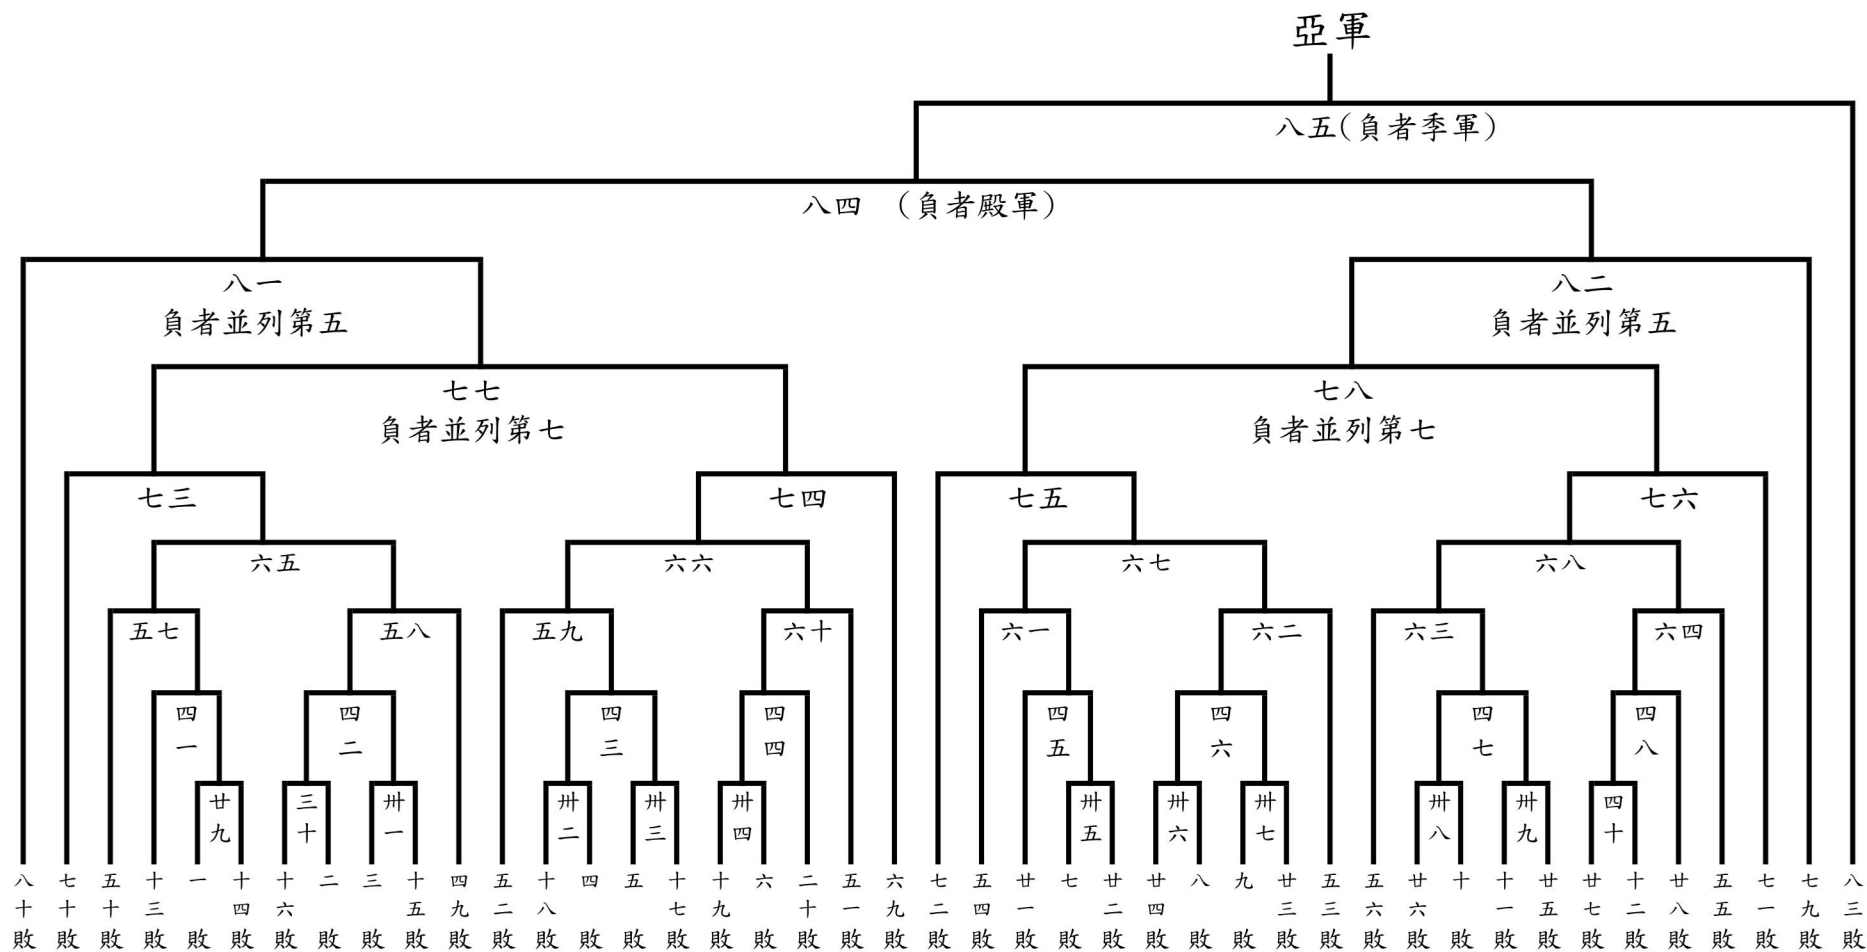 亞軍
八五(負者季軍)
八四 (負者殿軍)
八一
負者並列第五
八二
負者並列第五
七七
負者並列第七
七八
負者並列第七
七三
七四
七五
七六
六五
六六
六七
六八
五七
五八
五九
六十
六一
六二
六三
六四
四一
四二
四三
四四
四五
四六
四七
四八
廿九
三十
卅一
卅二
卅三
卅四
卅五
卅六
卅七
卅八
卅九
四十
八十敗
七十敗
五十敗
十三敗
一敗
十四敗
十六敗
二敗
三敗
十五敗
四九敗
五二敗
十八敗
四敗
五敗
十七敗
十九敗
六敗
二十敗
五一敗
六九敗
七二敗
五四敗
廿一敗
七敗
廿二敗
廿四敗
八敗
九敗
廿三敗
五三敗
五六敗
廿六敗
十敗
十一敗
廿五敗
廿七敗
十二敗
廿八敗
五五敗
七一敗
七九敗
八三敗